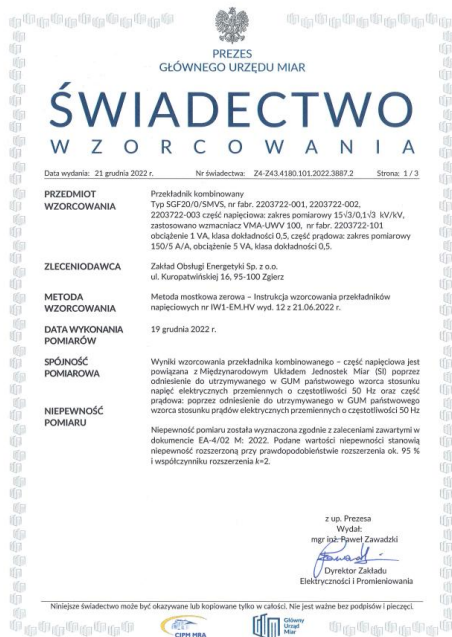 PREZES
GŁÓWNEGO URZĘDU MIAR
ŚWIADECTWO
WZORCOWANIA
Data wydania: 21 grudnia 2022 r. Nr świadectwa: Z4-Z43.4180.101.2022.3887.2 Strona: 1 / 3
PRZEDMIOT WZORCOWANIA
Przekładnik kombinowany
Typ SGF20/0/SMVS, nr fabr. 2203722-001, 2203722-002,
2203722-003 część napięciowa: zakres pomiarowy 15√3/0,1√3 kV/kV,
zastosowano wzmacniacz VMA-UWV 100, nr fabr. 2203722-101
obciążenie 1 VA, klasa dokładności 0,5, część prądowa: zakres pomiarowy
150/5 A/A, obciążenie 5 VA, klasa dokładności 0,5.
ZLECENIODAWCA
Zakład Obsługi Energetyki Sp. z o.o.
ul. Kuropatwińskiej 16, 95-100 Zgierz
METODA WZORCOWANIA
Metoda mostkowa zerowa – Instrukcja wzorcowania przekładników
napięciowych nr IW1-EM.HV wyd. 12 z 21.06.2022 r.
DATA WYKONANIA POMIARÓW
19 grudnia 2022 r.
SPÓJNOŚĆ POMIAROWA
Wyniki wzorcowania przekładnika kombinowanego – część napięciowa jest
powiązana z Międzynarodowym Układem Jednostek Miar (SI) poprzez
odniesienie do utrzymywanego w GUM państwowego wzorca stosunku
napięć elektrycznych przemiennych o częstotliwości 50 Hz oraz część
prądowa: poprzez odniesienie do utrzymywanego w GUM państwowego
wzorca stosunku prądów elektrycznych przemiennych o częstotliwości 50 Hz
NIEPEWNOŚĆ POMIARU
Niepewność pomiaru została wyznaczona zgodnie z zaleceniami zawartymi w
dokumencie EA-4/02 M: 2022. Podane wartości niepewności stanowią
niepewność rozszerzoną przy prawdopodobieństwie rozszerzenia ok. 95 %
i współczynniku rozszerzenia k=2.
z up. Prezesa
Wydał:
mgr inż. Paweł Zawadzki
Dyrektor Zakładu
Elektryczności i Promieniowania
Niniejsze świadectwo może być okazywane lub kopiowane tylko w całości. Nie jest ważne bez podpisów i pieczęci.
CIPM MRA
Główny
Urząd
Miar